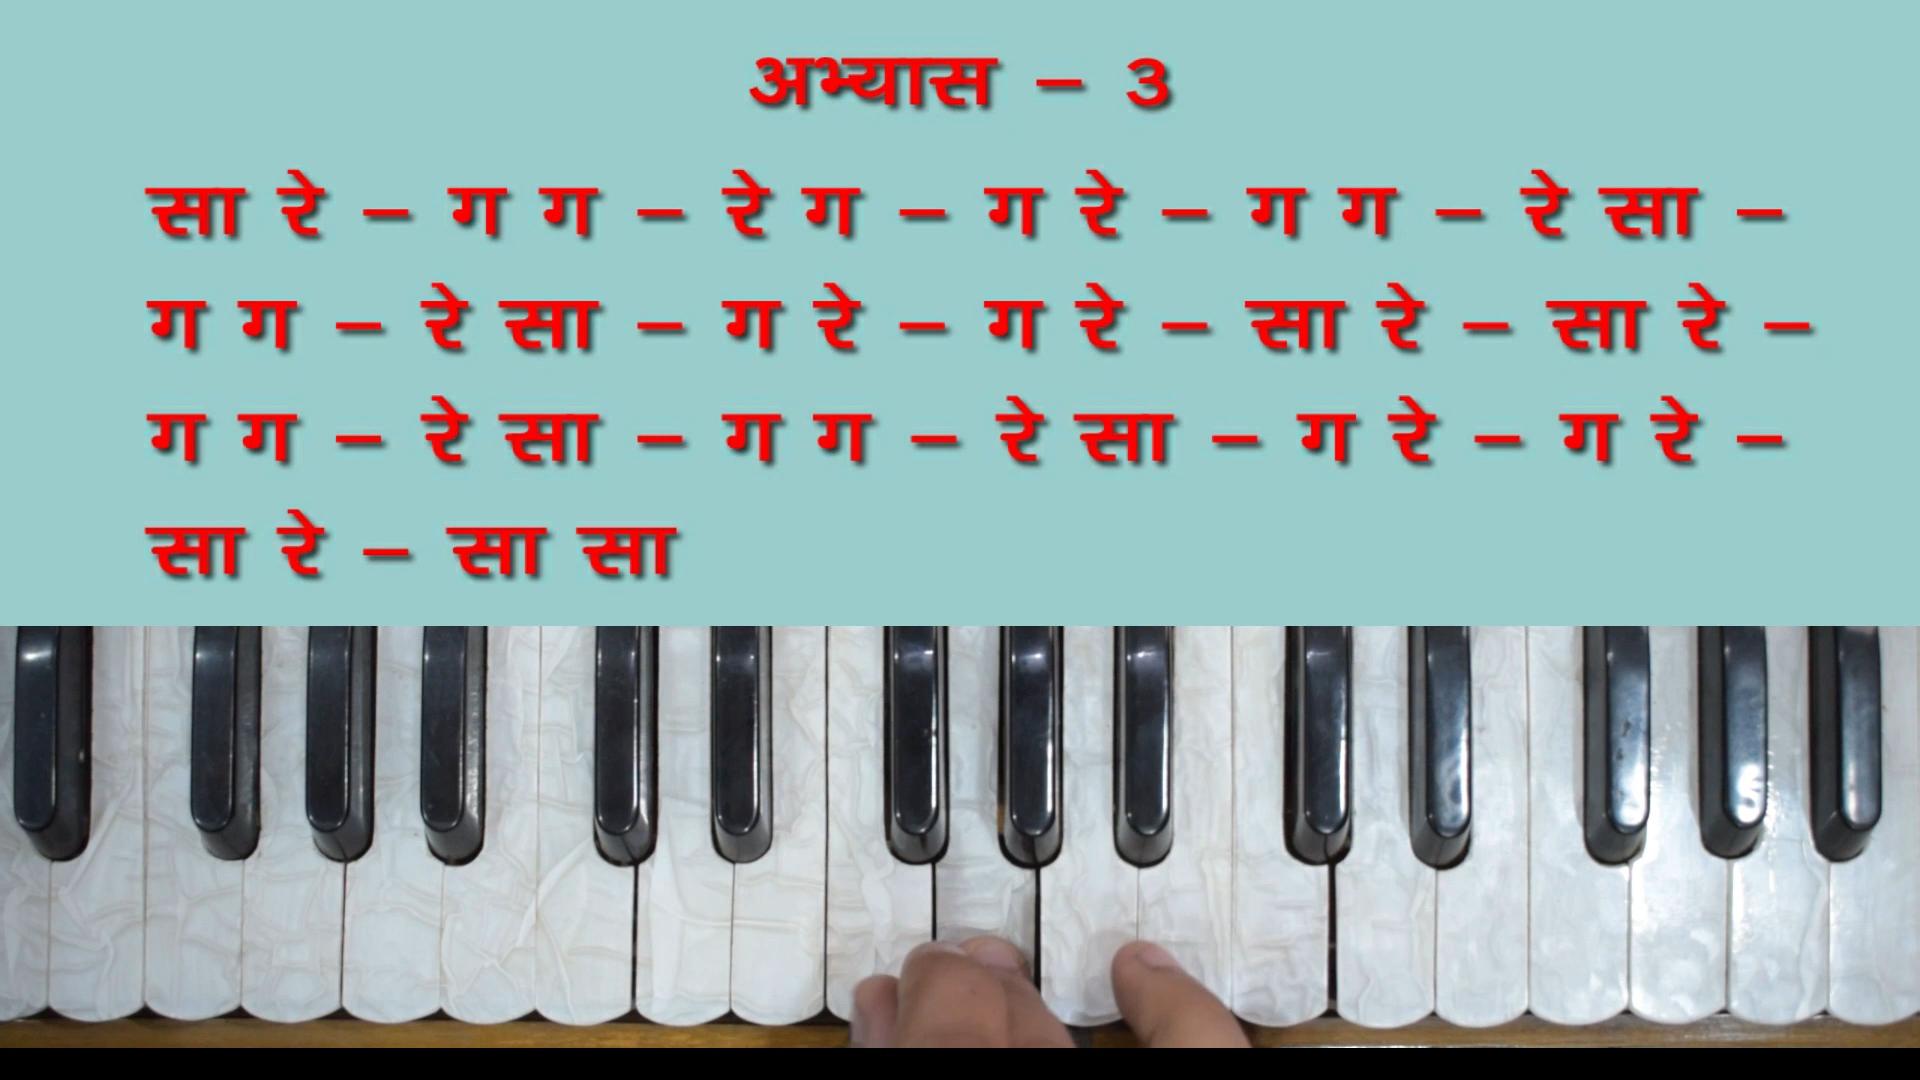 अभ्यास – 3
सा रे – ग ग – रे ग – ग रे – ग ग – रे सा –
ग ग – रे सा – ग रे – ग रे – सा रे – सा रे –
ग ग – रे सा – ग ग – रे सा – ग रे – ग रे –
सा रे – सा सा